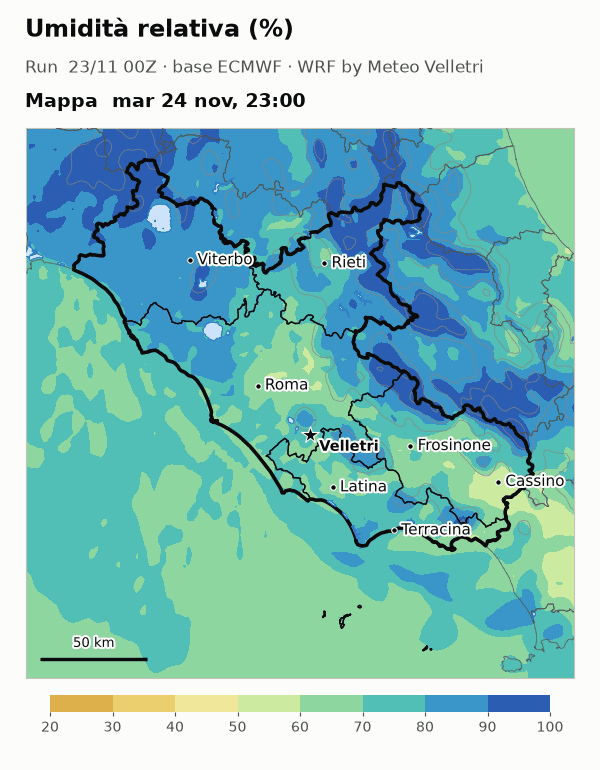 Umidità relativa (%)
Run  23/11 00Z · base ECMWF · WRF by Meteo Velletri
Mappa  mar 24 nov, 23:00
Viterbo
Rieti
Roma
Velletri
Frosinone
Cassino
Latina
Terracina
50 km
20 30 40 50 60 70 80 90 100